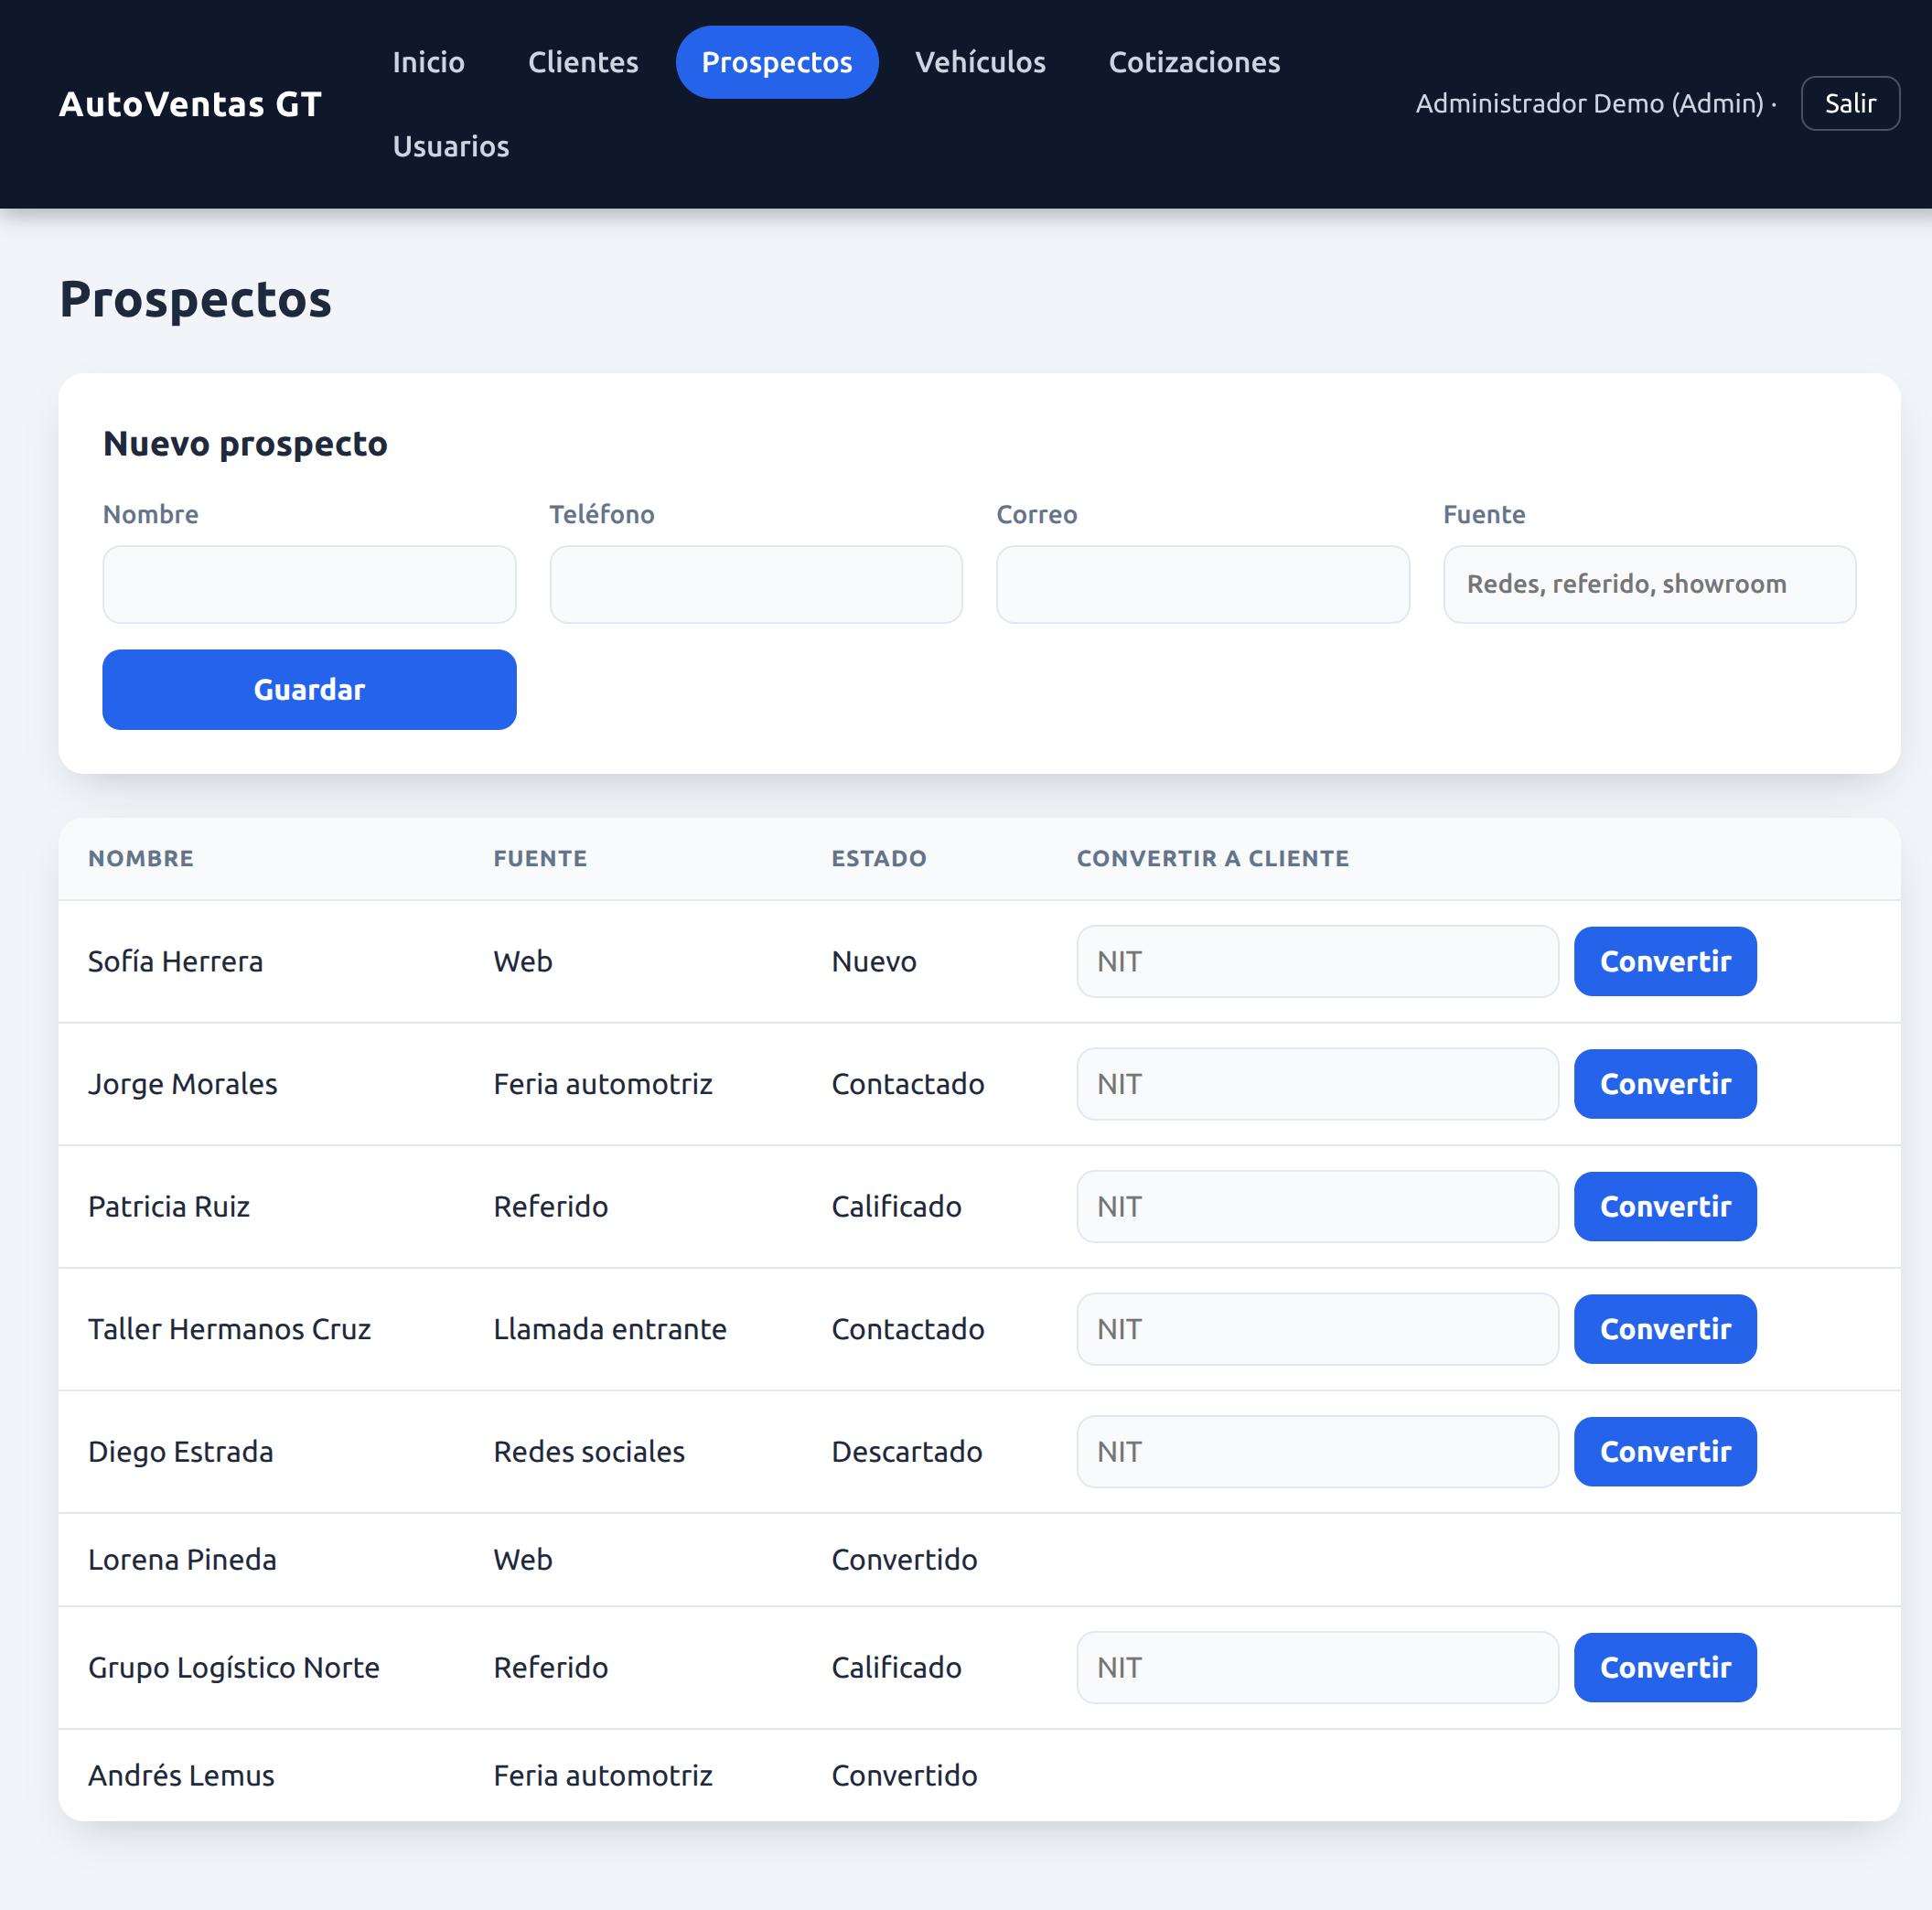 AutoVentas GT
Inicio Clientes Prospectos Vehículos Cotizaciones
Usuarios
Administrador Demo (Admin) · Salir
Prospectos
Nuevo prospecto
Nombre Teléfono Correo Fuente
Redes, referido, showroom
Guardar
NOMBRE FUENTE ESTADO CONVERTIR A CLIENTE
Sofía Herrera Web Nuevo NIT Convertir
Jorge Morales Feria automotriz Contactado NIT Convertir
Patricia Ruiz Referido Calificado NIT Convertir
Taller Hermanos Cruz Llamada entrante Contactado NIT Convertir
Diego Estrada Redes sociales Descartado NIT Convertir
Lorena Pineda Web Convertido
Grupo Logístico Norte Referido Calificado NIT Convertir
Andrés Lemus Feria automotriz Convertido